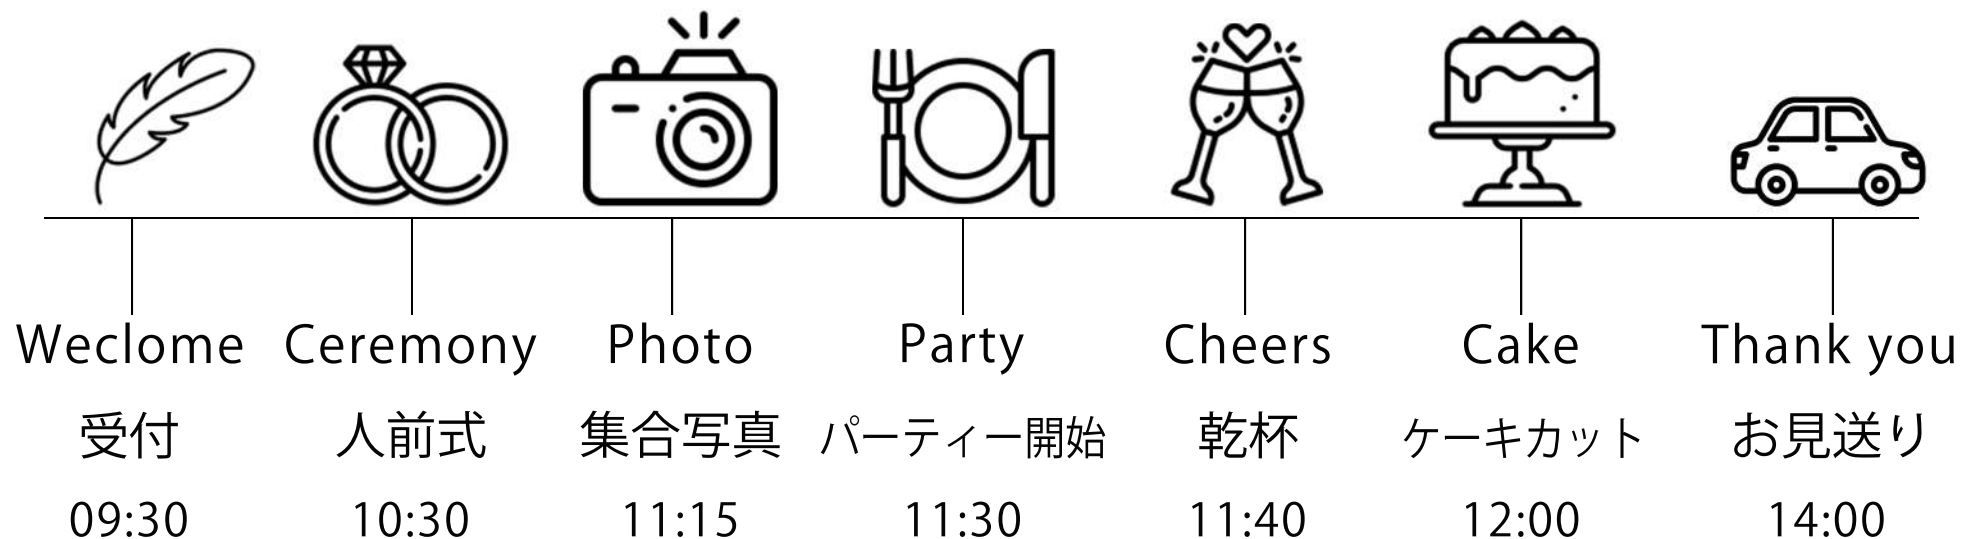 Weclome
受付
09:30
Ceremony
人前式
10:30
Photo
集合写真
11:15
Party
パーティー開始
11:30
Cheers
乾杯
11:40
Cake
ケーキカット
12:00
Thank you
お見送り
14:00